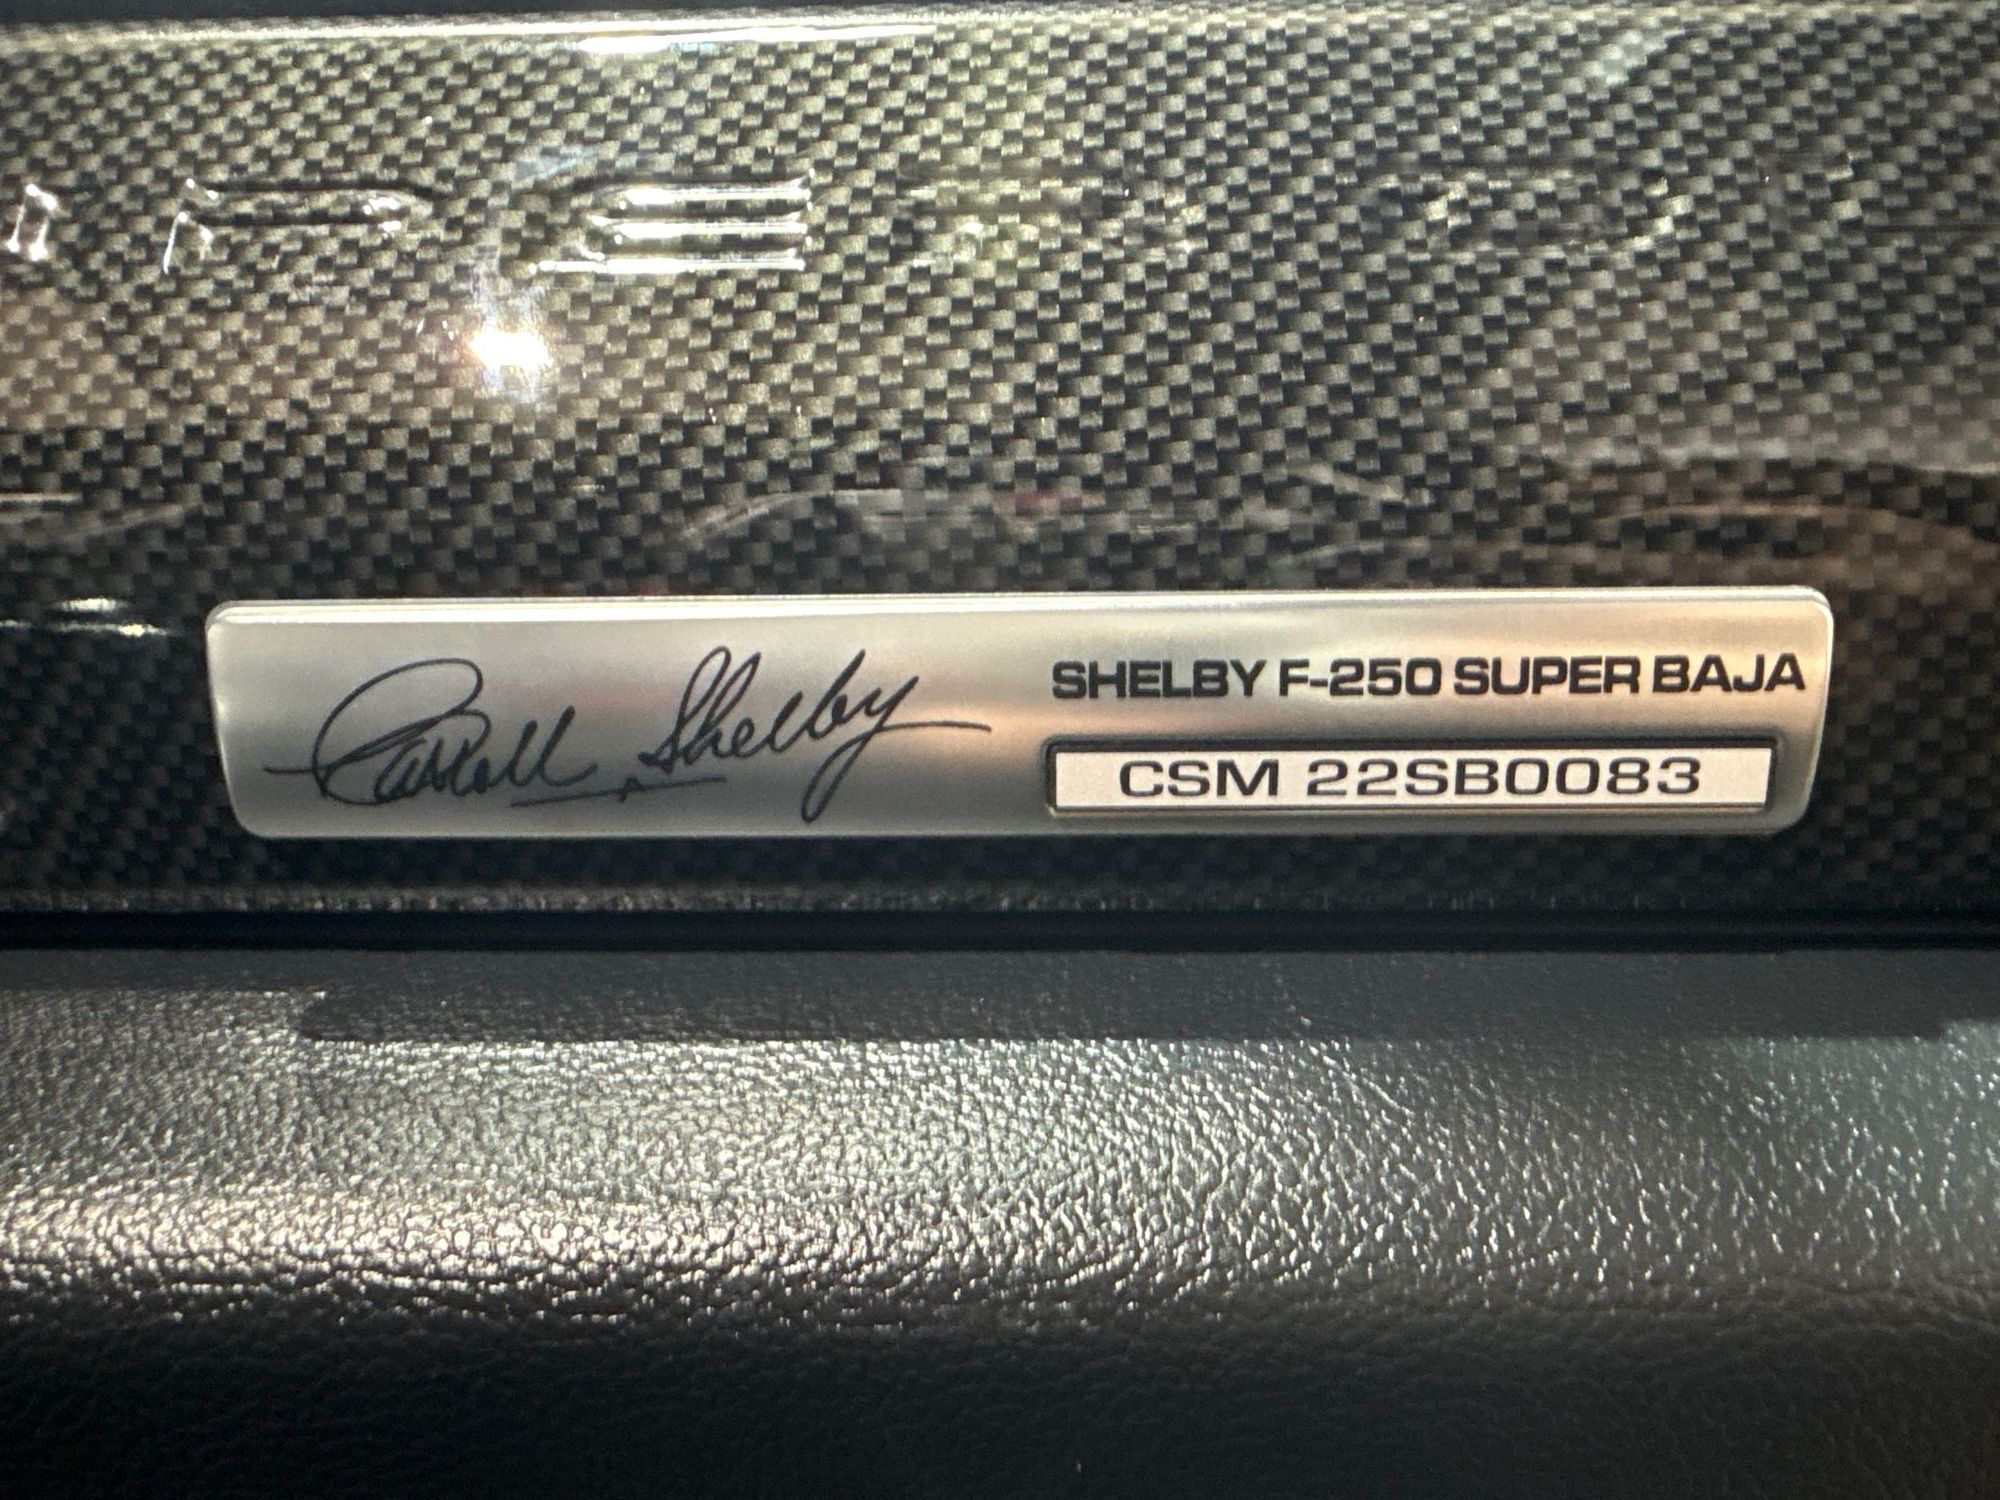 Carroll Shelby
SHELBY F-250 SUPER BAJA
CSM 22SB0083